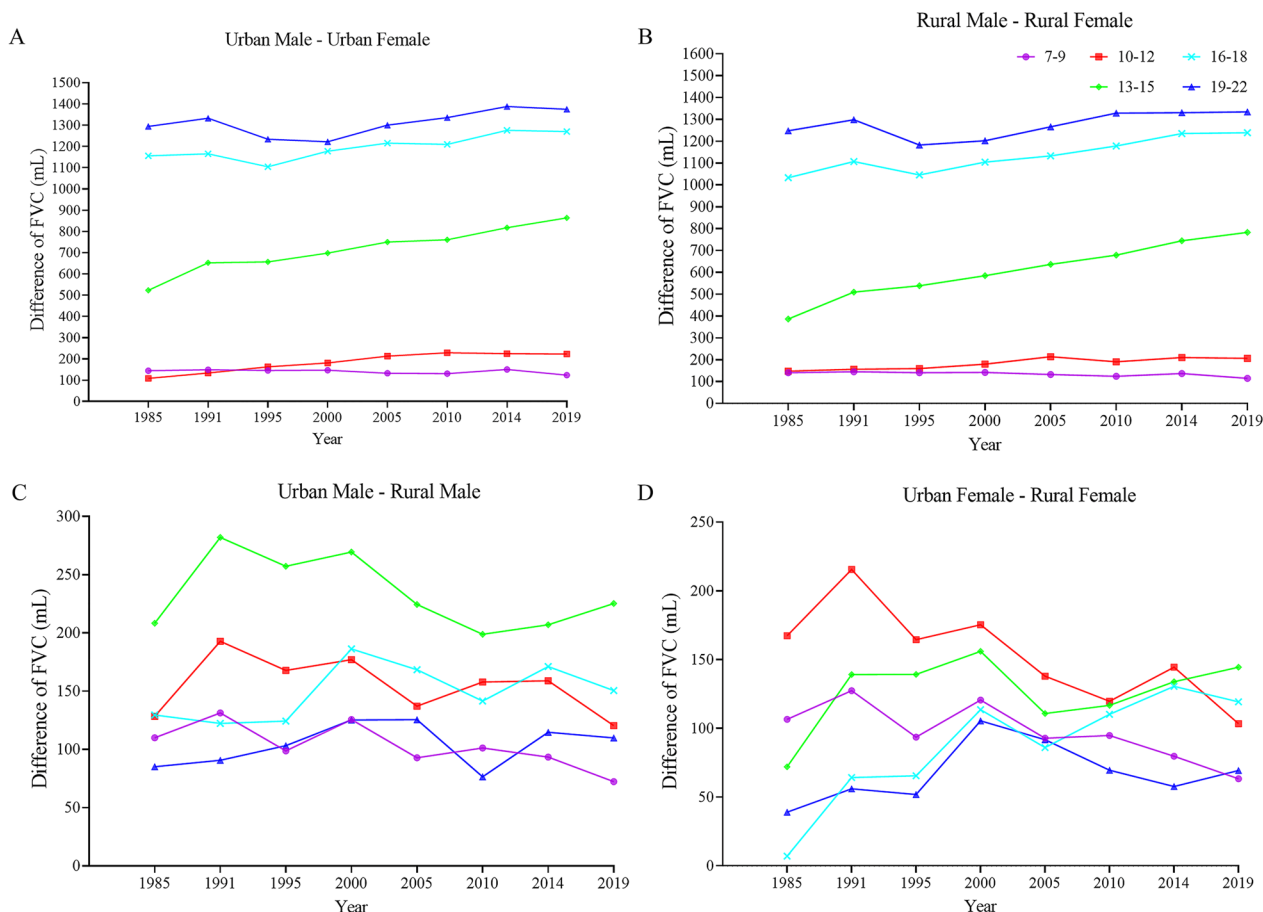 A
Urban Male - Urban Female
Difference of FVC (mL)
1500
1400
1300
1200
1100
1000
900
800
700
600
500
400
300
200
100
0
1985 1991 1995 2000 2005 2010 2014 2019
Year
B
Rural Male - Rural Female
7-9 10-12 16-18
13-15 19-22
Difference of FVC (mL)
1600
1500
1400
1300
1200
1100
1000
900
800
700
600
500
400
300
200
100
0
1985 1991 1995 2000 2005 2010 2014 2019
Year
C
Urban Male - Rural Male
Difference of FVC (mL)
300
250
200
150
100
50
0
1985 1991 1995 2000 2005 2010 2014 2019
Year
D
Urban Female - Rural Female
Difference of FVC (mL)
250
200
150
100
50
0
1985 1991 1995 2000 2005 2010 2014 2019
Year